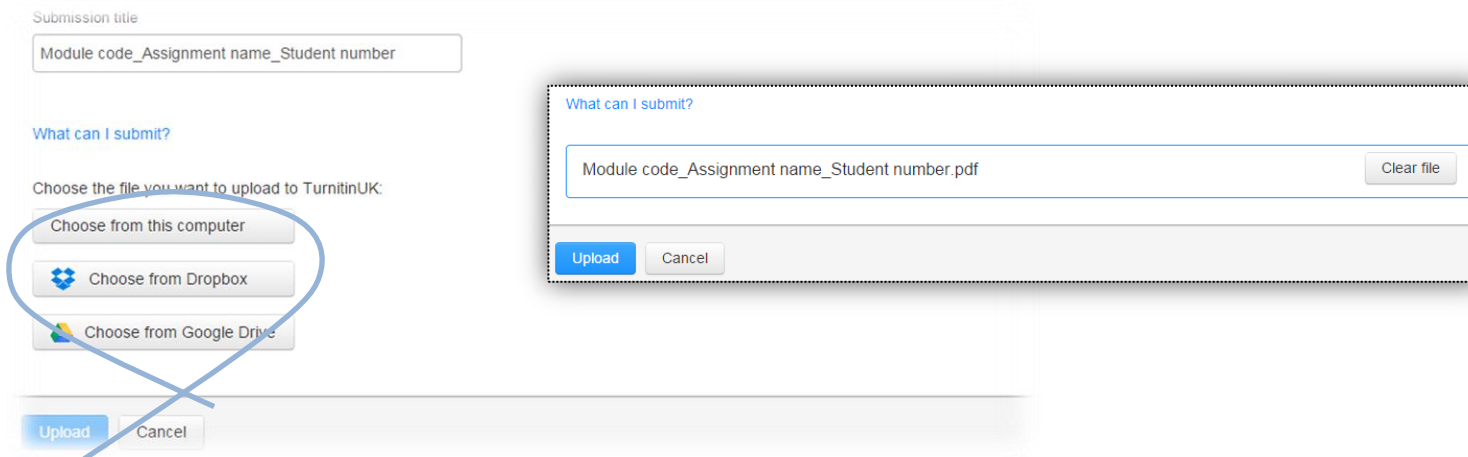 Submission title
Module code_Assignment name_Student number
What can I submit?
Choose the file you want to upload to TurnitinUK:
Choose from this computer
Choose from Dropbox
Choose from Google Drive
Upload Cancel
What can I submit?
Module code_Assignment name_Student number.pdf Clear file
Upload Cancel